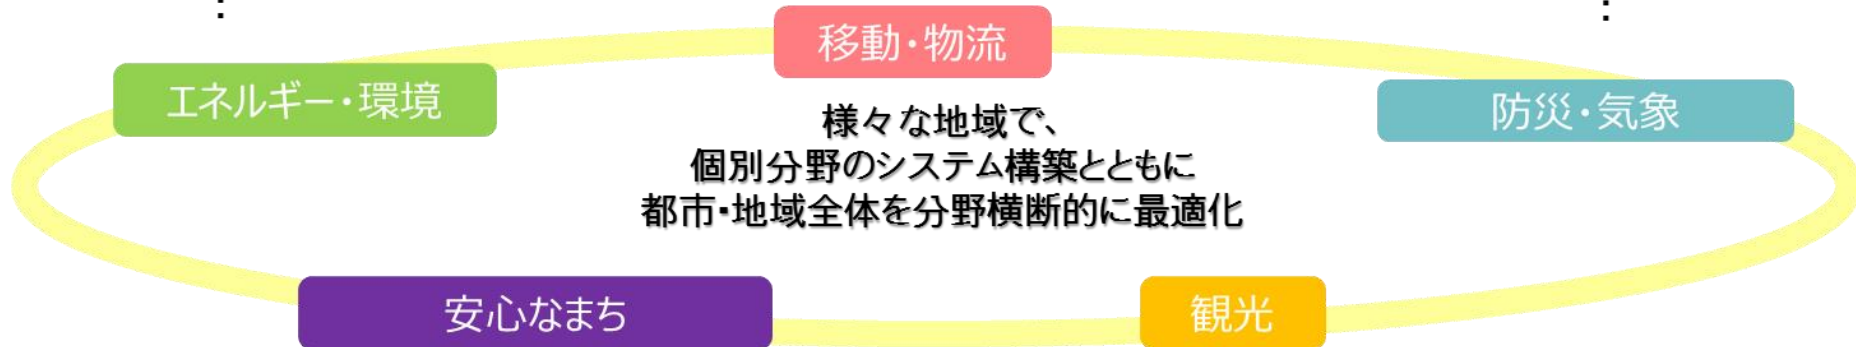 :
:
移動・物流
エネルギー・環境
防災・気象
様々な地域で、
個別分野のシステム構築とともに
都市・地域全体を分野横断的に最適化
安心なまち
観光